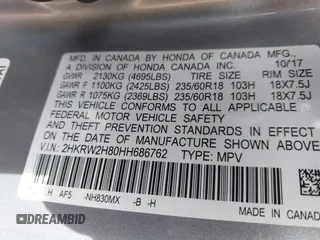 MFD. IN CANADA BY HONDA OF CANADA MFG.,
A DIVISION OF HONDA CANADA INC. 10/17
GVWR 2130KG (4695LBS) TIRE SIZE RIM SIZE
GAWR F 1100KG (2425LBS) 235/60R18 103H 18X7.5J
GAWR R 1075KG (2369LBS) 235/60R18 103H 18X7.5J
THIS VEHICLE CONFORMS TO ALL APPLICABLE
FEDERAL MOTOR VEHICLE SAFETY AND
THEFT PREVENTION STANDARDS IN EFFECT ON THE
DATE OF MANUFACTURE SHOWN ABOVE.
VIN: 2HKRW2H80HH686762 TYPE: MPV
H AF5 -NH830MX -B -H
DREAMBID